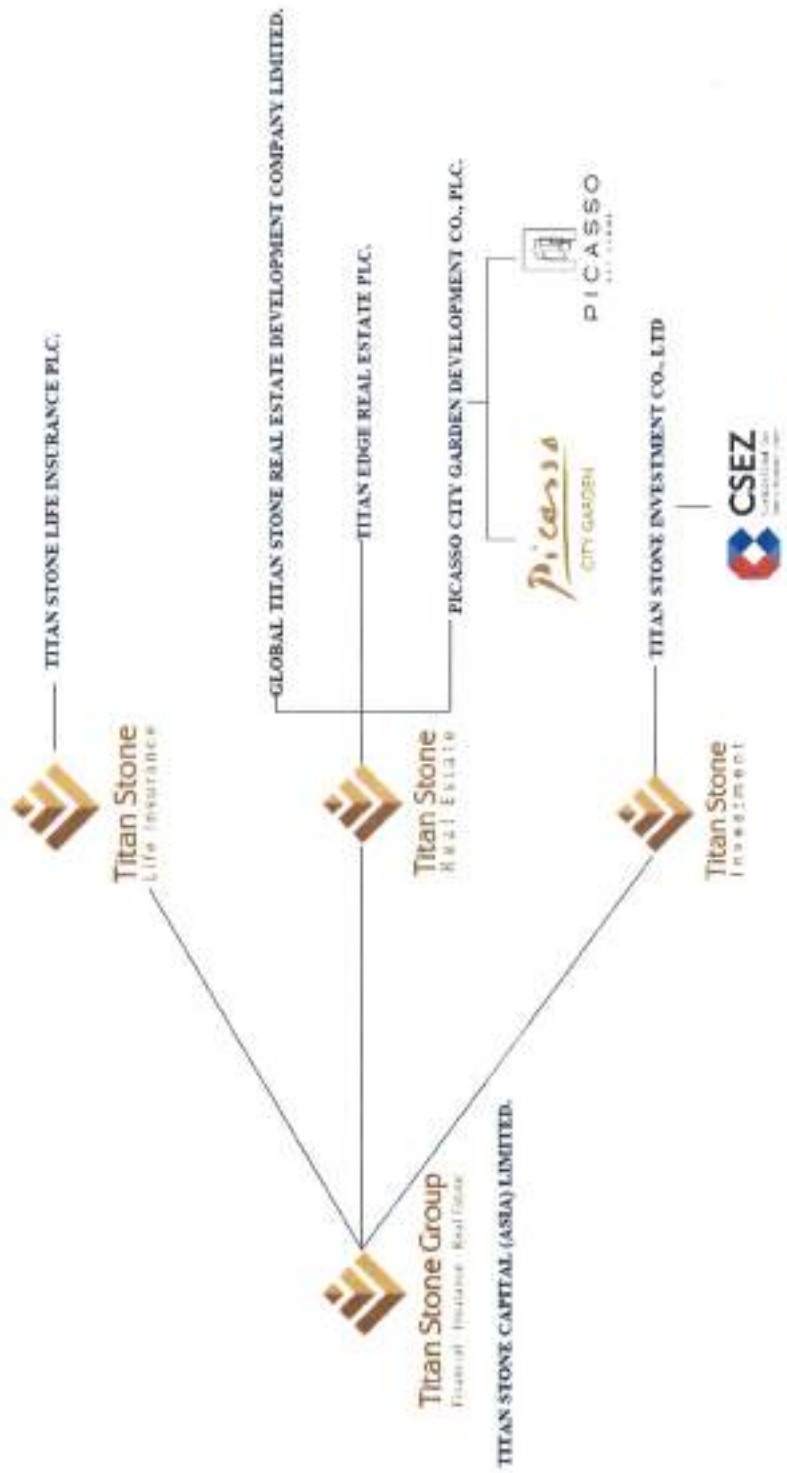 Titan Stone Group
Financial Insurance Real Estate
TITAN STONE CAPITAL (ASIA) LIMITED.
Titan Stone
Life Insurance
TITAN STONE LIFE INSURANCE PLC.
Titan Stone
Real Estate
GLOBAL TITAN STONE REAL ESTATE DEVELOPMENT COMPANY LIMITED.
TITAN EDGE REAL ESTATE PLC.
PICASSO CITY GARDEN DEVELOPMENT CO., PLC.
Picasso
CITY GARDEN
PICASSO
Titan Stone
Investment
TITAN STONE INVESTMENT CO., LTD
CSEZ